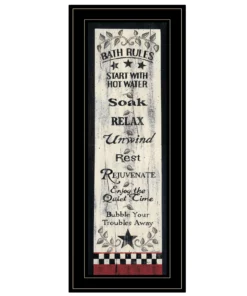 BATH RULES
START WITH
HOT WATER
Soak
RELAX
Unwind
Rest
REJUVENATE
Enjoy the
Quiet Time
Bubble Your
Troubles Away